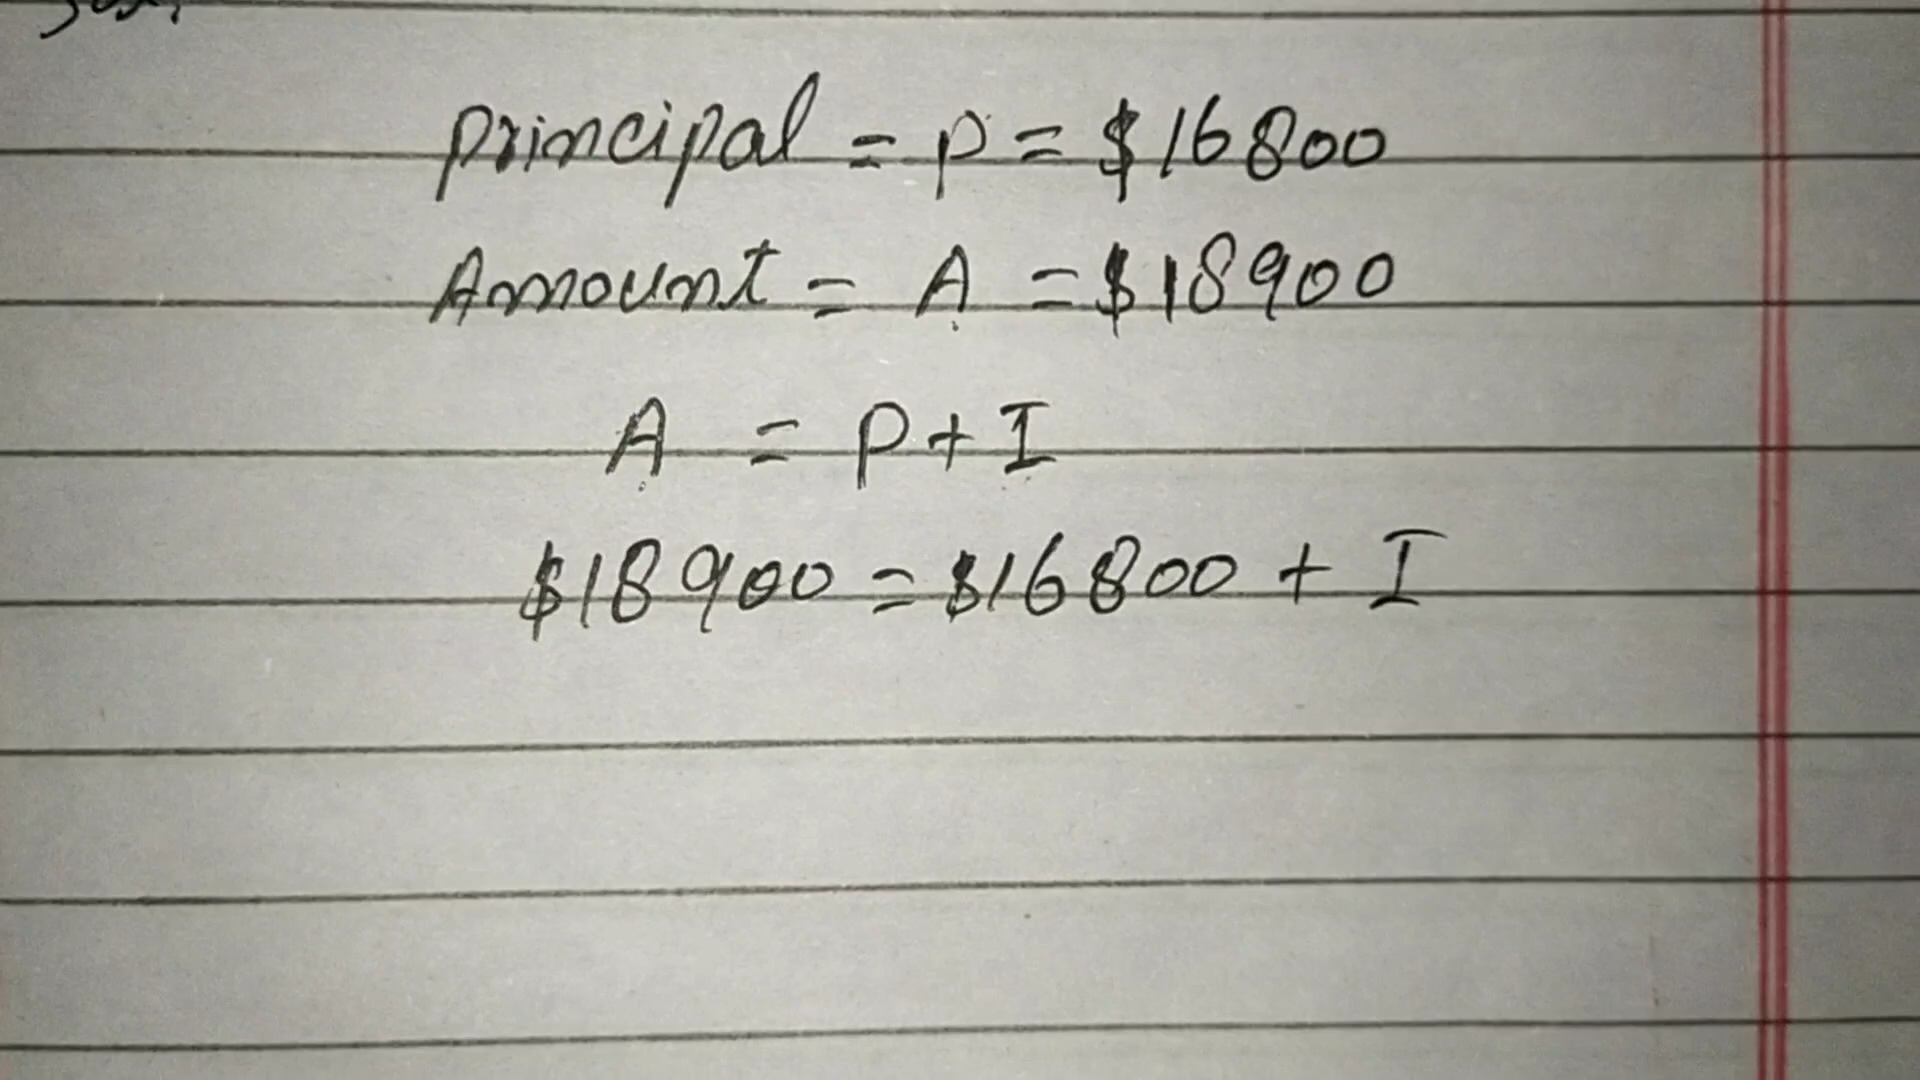 Principal = P = $16800
Amount = A = $18900
A = P + I
$18900 = $16800 + I